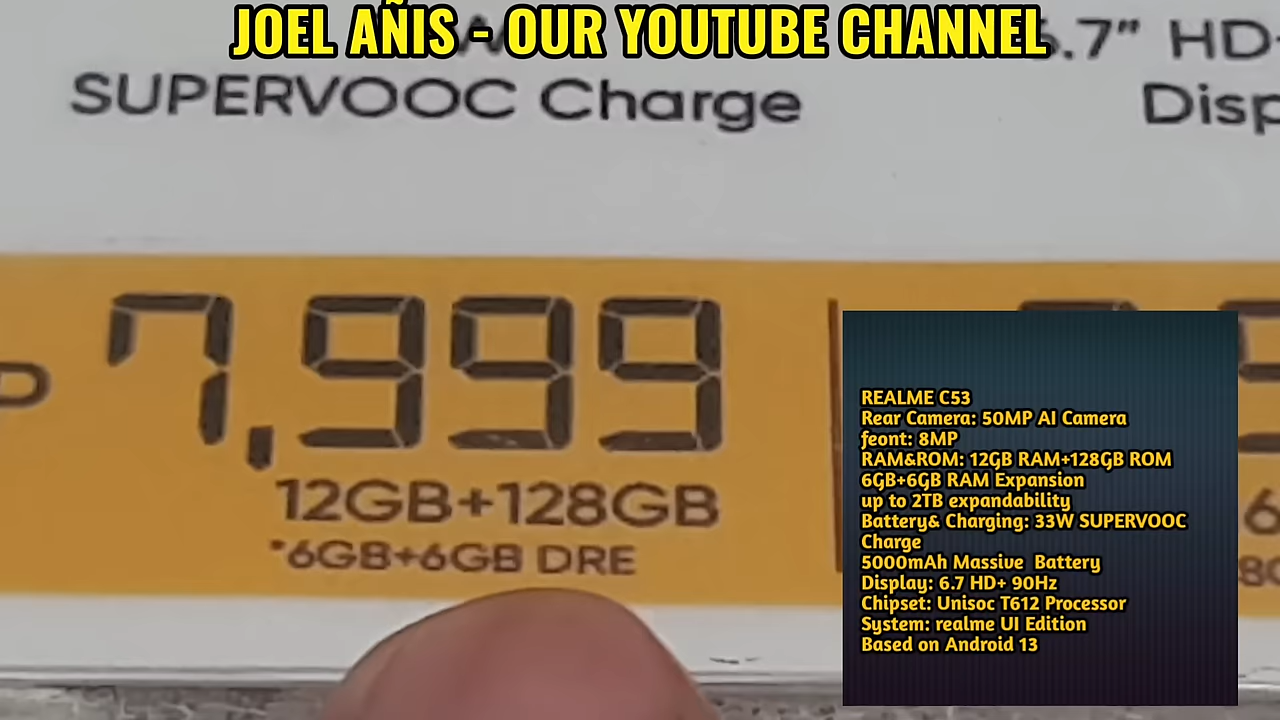 JOEL AÑIS - OUR YOUTUBE CHANNEL
6.7" HD+
SUPERVOOC Charge
Disp
P 7,999
12GB+128GB
*6GB+6GB DRE
REALME C53
Rear Camera: 50MP AI Camera
feont: 8MP
RAM&ROM: 12GB RAM+128GB ROM
6GB+6GB RAM Expansion
up to 2TB expandability
Battery& Charging: 33W SUPERVOOC
Charge
5000mAh Massive Battery
Display: 6.7 HD+ 90Hz
Chipset: Unisoc T612 Processor
System: realme UI Edition
Based on Android 13